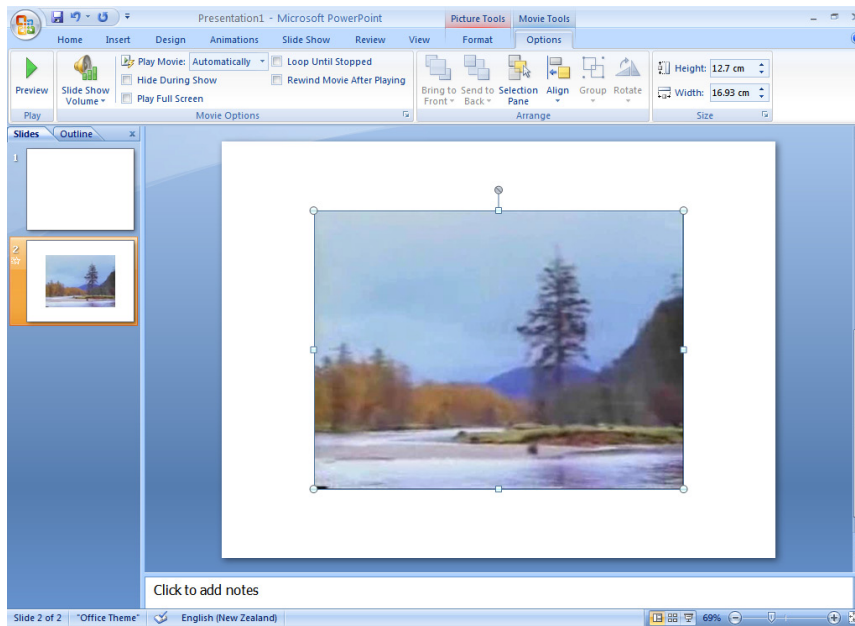 Presentation1 - Microsoft PowerPoint
Picture Tools
Movie Tools
Home
Insert
Design
Animations
Slide Show
Review
View
Format
Options
Preview
Play
Slide Show
Volume
Play Movie: Automatically
Hide During Show
Play Full Screen
Loop Until Stopped
Rewind Movie After Playing
Movie Options
Bring to
Front
Send to
Back
Selection
Pane
Align
Group
Rotate
Arrange
Height: 12.7 cm
Width: 16.93 cm
Size
Slides
Outline
x
1
2
Click to add notes
Slide 2 of 2
"Office Theme"
English (New Zealand)
69%